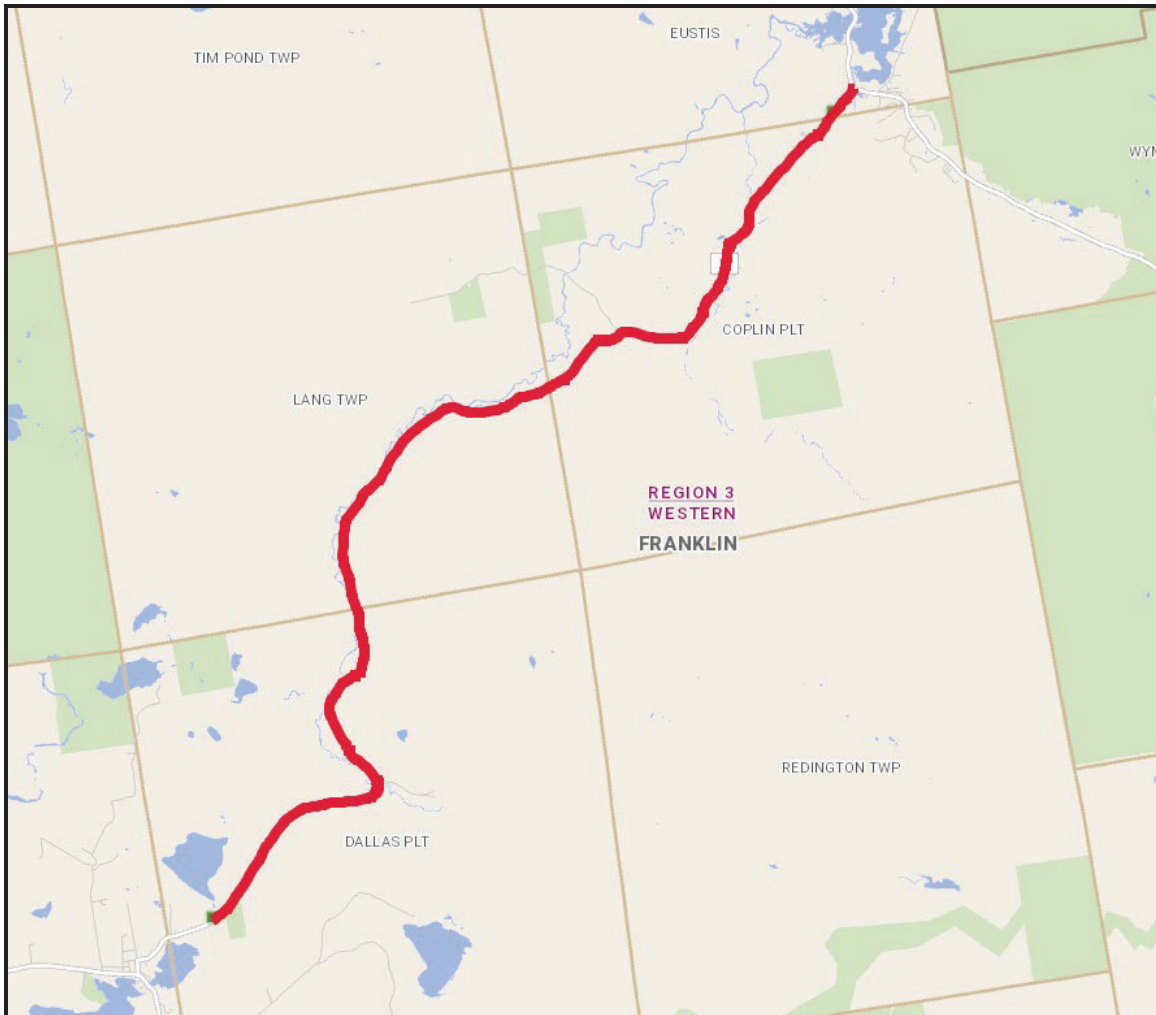 EUSTIS
TIM POND TWP
WYM
COPLIN PLT
LANG TWP
REGION 3
WESTERN
FRANKLIN
REDINGTON TWP
DALLAS PLT